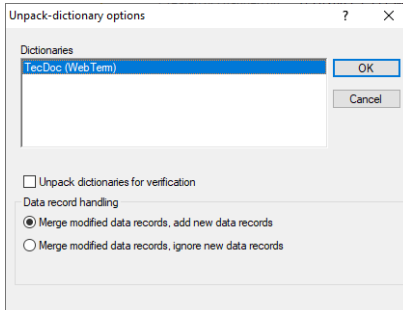 Unpack-dictionary options
?
Dictionaries
TecDoc (WebTerm)
OK
Cancel
Unpack dictionaries for verification
Data record handling
Merge modified data records, add new data records
Merge modified data records, ignore new data records